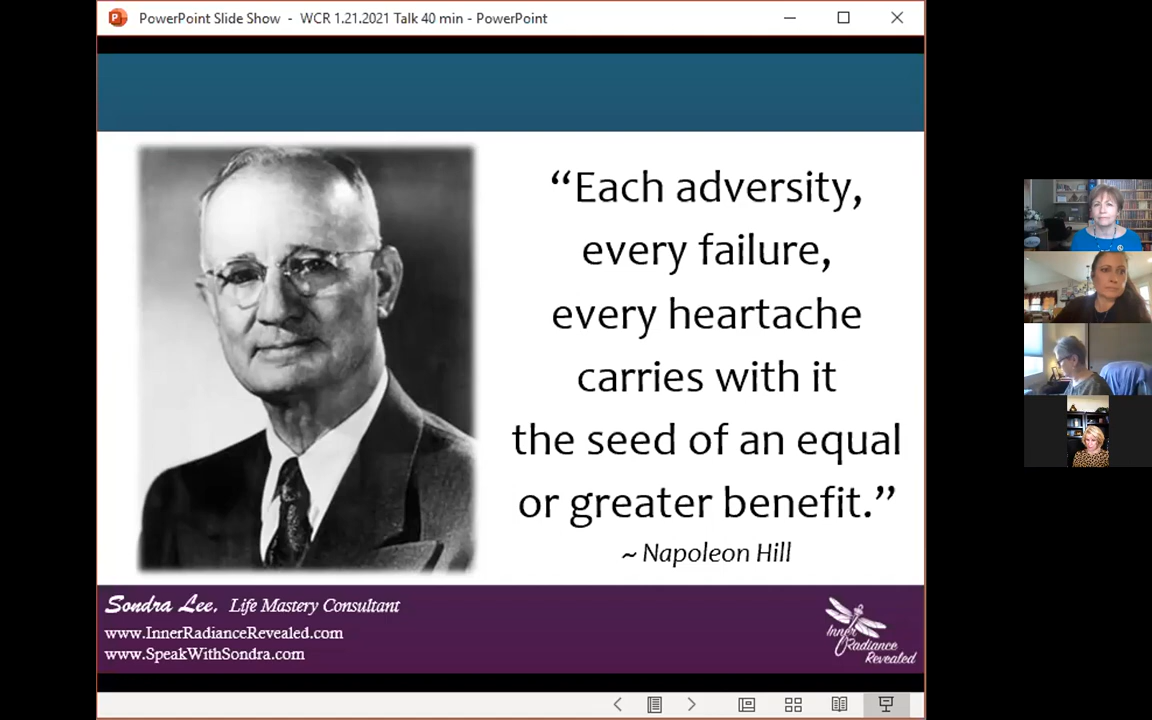 PowerPoint Slide Show - WCR 1.21.2021 Talk 40 min - PowerPoint
“Each adversity,
every failure,
every heartache
carries with it
the seed of an equal
or greater benefit.”
~ Napoleon Hill
Sondra Lee, Life Mastery Consultant
www.InnerRadianceRevealed.com
www.SpeakWithSondra.com
Inner
Radiance
Revealed